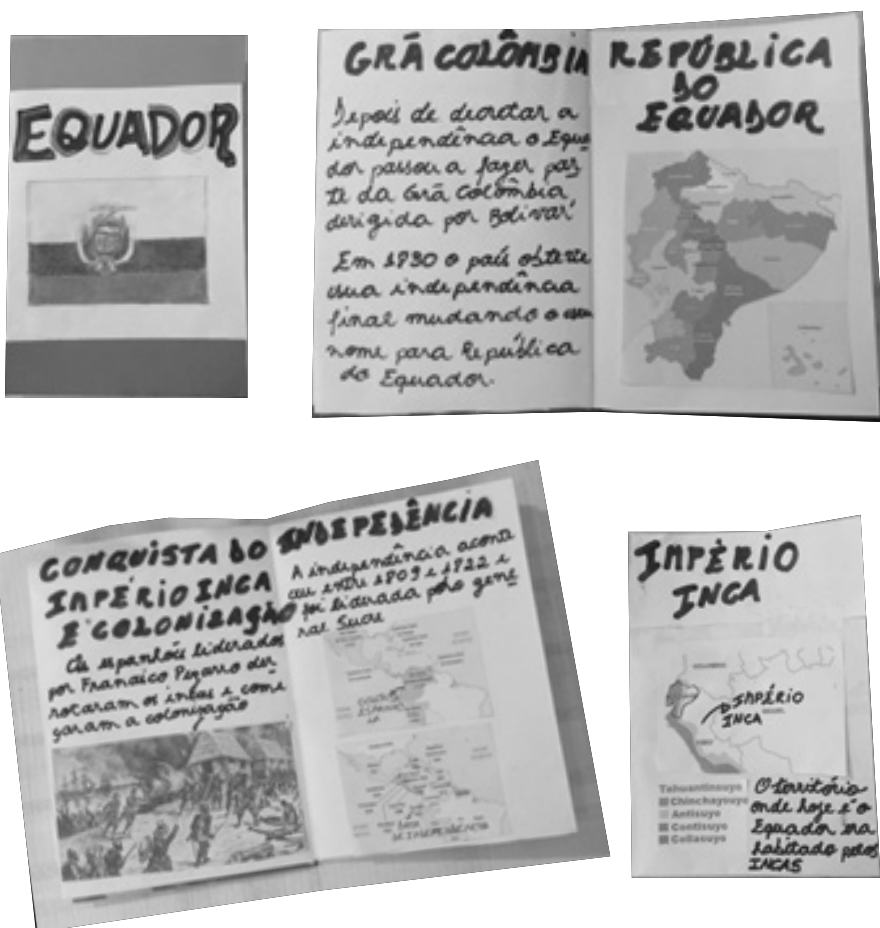 EQUADOR
GRÃ COLÔMBIA
Depois de decretar a
independência o Equa
dor passou a fazer par
te da Grã Colômbia
dirigida por Bolívar
Em 1830 o país obteve
sua independência
final mudando o seu
nome para República
do Equador.
REPÚBLICA
DO
EQUADOR
CONQUISTA DO
IMPÉRIO INCA
E COLONIZAÇÃO
Os espanhóis liderados
por Francisco Pizarro der
rotaram os incas e come
çaram a colonização
INDEPEDÊNCIA
A independência aconte
ceu entre 1809 e 1822 e
foi liderada pelo gene
ral Sucre
IMPÉRIO
INCA
IMPÉRIO
INCA
Tahuantinsuyo
Chinchaysuyo
Antisuyo
Contisuyo
Collasuyo
O território
onde hoje é o
Equador era
habitado pelos
INCAS